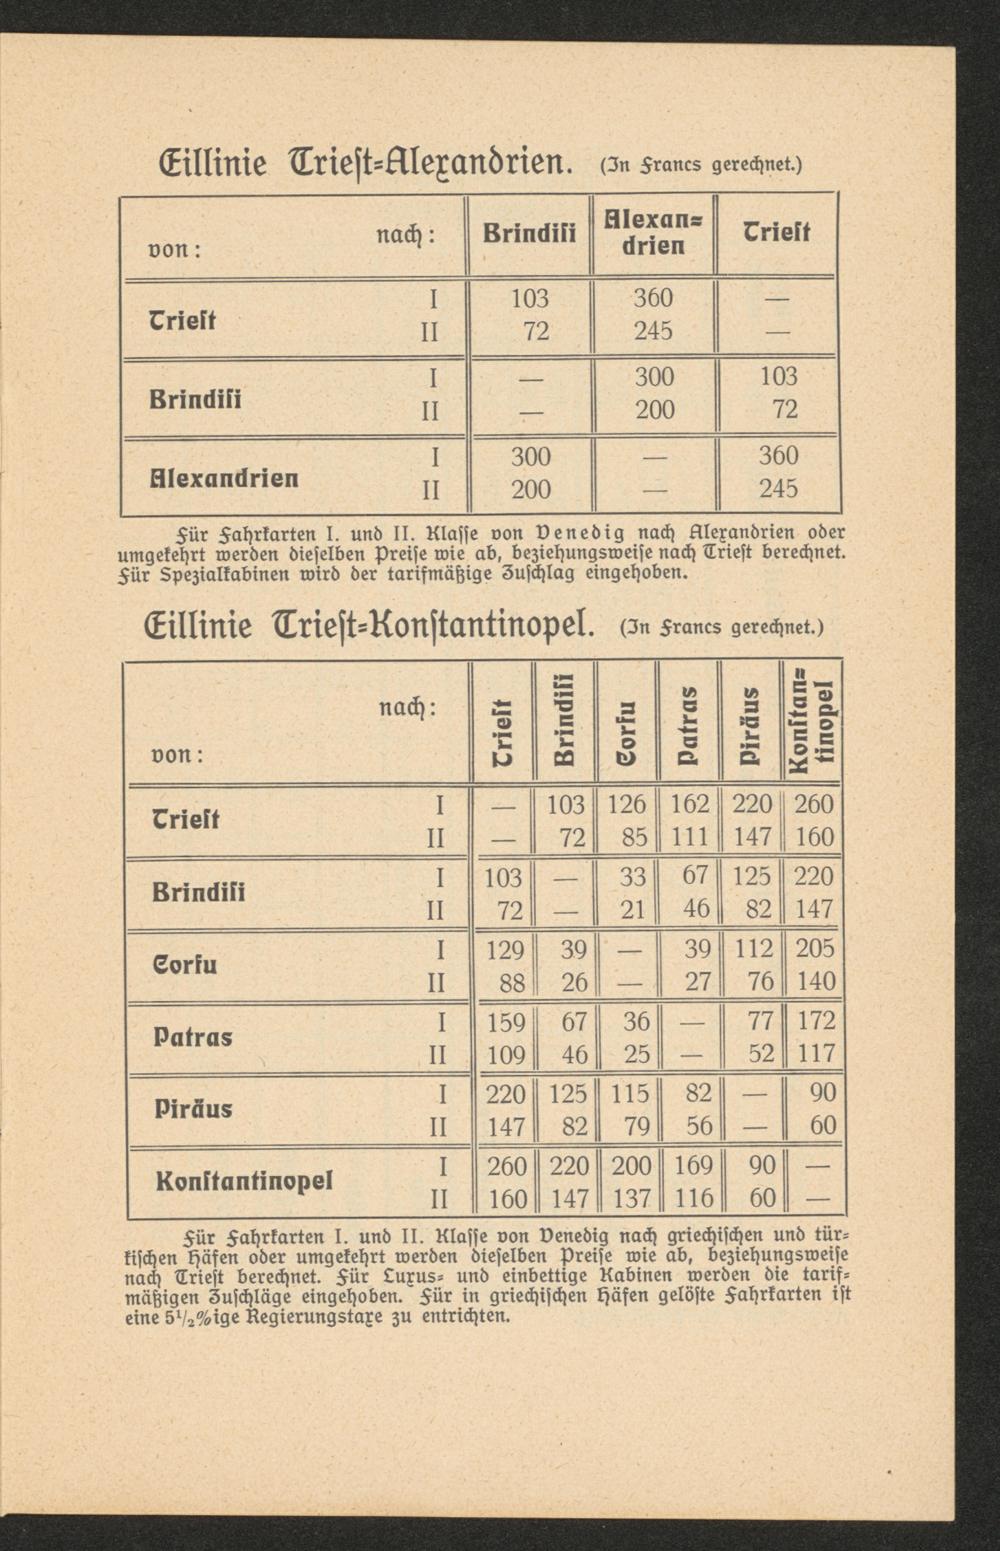 Eillinie Triest-Alexandrien. (In Francs gerechnet.)
von: nach: Brindisi Alexan-drien Triest
Triest I 103 360 —
II 72 245 —
Brindisi I — 300 103
II — 200 72
Alexandrien I 300 — 360
II 200 — 245
Für Fahrkarten I. und II. Klasse von Venedig nach Alexandrien oder
umgekehrt werden dieselben Preise wie ab, beziehungsweise nach Triest berechnet.
Für Spezialkabinen wird der tarifmäßige Zuschlag eingehoben.
Eillinie Triest-Konstantinopel. (In Francs gerechnet.)
von: nach: Triest Brindisi Corfu Patras Piräus Konstan-tinopel
Triest I — 103 126 162 220 260
II — 72 85 111 147 160
Brindisi I 103 — 33 67 125 220
II 72 — 21 46 82 147
Corfu I 129 39 — 39 112 205
II 88 26 — 27 76 140
Patras I 159 67 36 — 77 172
II 109 46 25 — 52 117
Piräus I 220 125 115 82 — 90
II 147 82 79 56 — 60
Konstantinopel I 260 220 200 169 90 —
II 160 147 137 116 60 —
Für Fahrkarten I. und II. Klasse von Venedig nach griechischen und tür-
kischen Häfen oder umgekehrt werden dieselben Preise wie ab, beziehungsweise
nach Triest berechnet. Für Luxus- und einbettige Kabinen werden die tarif-
mäßigen Zuschläge eingehoben. Für in griechischen Häfen gelöste Fahrkarten ist
eine 5½%ige Regierungstaxe zu entrichten.